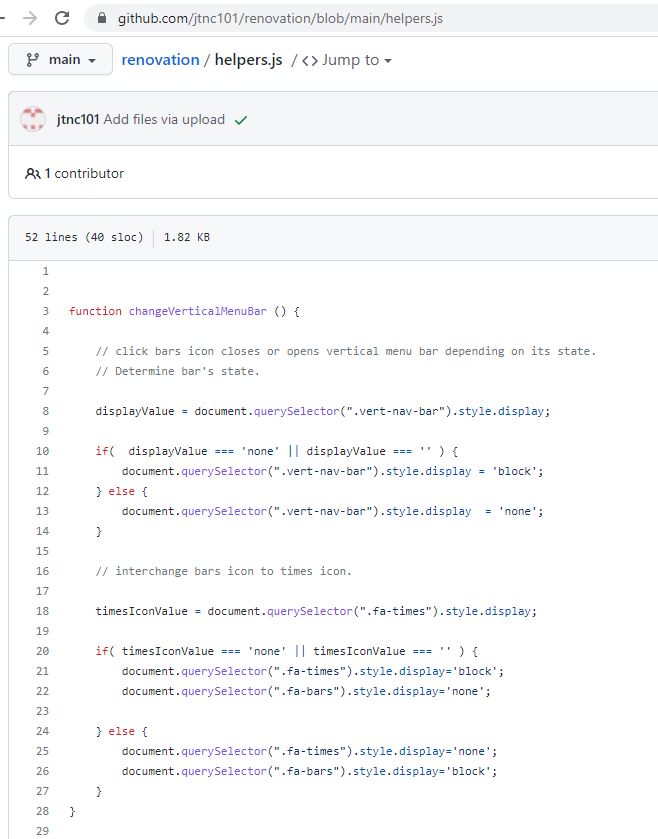 github.com/jtnc101/renovation/blob/main/helpers.js
main renovation / helpers.js / <> Jump to
jtnc101 Add files via upload
1 contributor
52 lines (40 sloc) 1.82 KB
1
2
3 function changeVerticalMenuBar () {
4
5 // click bars icon closes or opens vertical menu bar depending on its state.
6 // Determine bar's state.
7
8 displayValue = document.querySelector(".vert-nav-bar").style.display;
9
10 if(  displayValue === 'none' || displayValue === '' ) {
11 document.querySelector(".vert-nav-bar").style.display = 'block';
12 } else {
13 document.querySelector(".vert-nav-bar").style.display  = 'none';
14 }
15
16 // interchange bars icon to times icon.
17
18 timesIconValue = document.querySelector(".fa-times").style.display;
19
20 if( timesIconValue === 'none' || timesIconValue === '' ) {
21 document.querySelector(".fa-times").style.display='block';
22 document.querySelector(".fa-bars").style.display='none';
23
24 } else {
25 document.querySelector(".fa-times").style.display='none';
26 document.querySelector(".fa-bars").style.display='block';
27 }
28 }
29